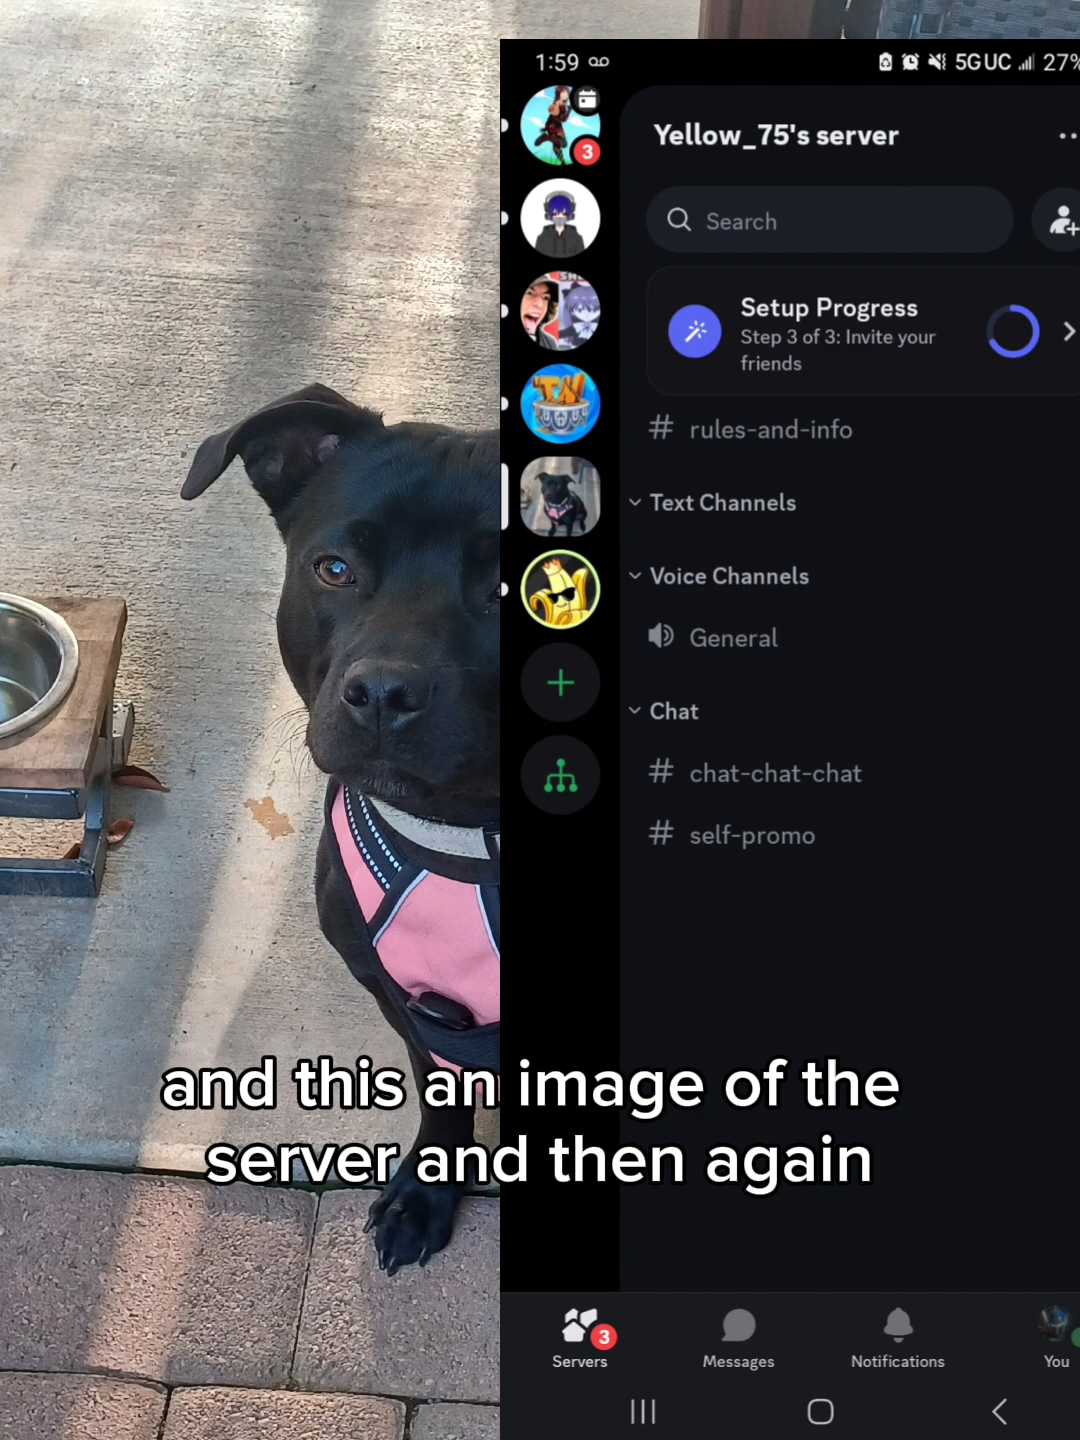 1:59
5GUC
27%
3
Yellow_75's server
Search
Setup Progress
Step 3 of 3: Invite your
friends
# rules-and-info
Text Channels
Voice Channels
General
Chat
# chat-chat-chat
# self-promo
and this an image of the
server and then again
3
Servers
Messages
Notifications
You